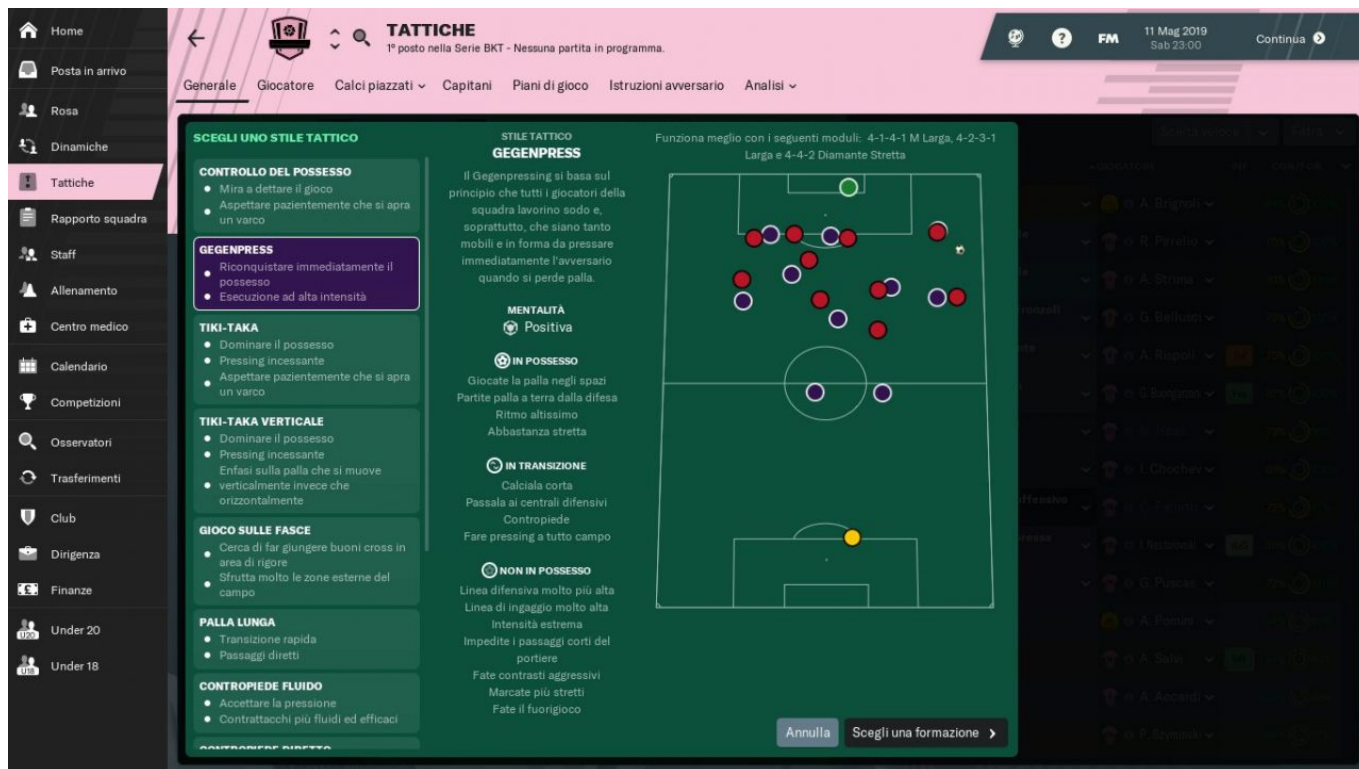 Home
Posta in arrivo
Rosa
Dinamiche
Tattiche
Rapporto squadra
Staff
Allenamento
Centro medico
Calendario
Competizioni
Osservatori
Trasferimenti
Club
Dirigenza
Finanze
U20
Under 20
U18
Under 18
TATTICHE
1° posto nella Serie BKT - Nessuna partita in programma.
FM
11 Mag 2019
Sab 23:00
Continua
Generale
Giocatore
Calci piazzati
Capitani
Piani di gioco
Istruzioni avversario
Analisi
SCEGLI UNO STILE TATTICO
CONTROLLO DEL POSSESSO
Mira a dettare il gioco
Aspettare pazientemente che si apra
un varco
GEGENPRESS
Riconquistare immediatamente il
possesso
Esecuzione ad alta intensità
TIKI-TAKA
Dominare il possesso
Pressing incessante
Aspettare pazientemente che si apra
un varco
TIKI-TAKA VERTICALE
Dominare il possesso
Pressing incessante
Enfasi sulla palla che si muove
verticalmente invece che
orizzontalmente
GIOCO SULLE FASCE
Cerca di far giungere buoni cross in
area di rigore
Sfrutta molto le zone esterne del
campo
PALLA LUNGA
Transizione rapida
Passaggi diretti
CONTROPIEDE FLUIDO
Accettare la pressione
Contrattacchi più fluidi ed efficaci
CONTROPIEDE DIRETTO
STILE TATTICO
GEGENPRESS
Il Gegenpressing si basa sul
principio che tutti i giocatori della
squadra lavorino sodo e,
soprattutto, che siano tanto
mobili e in forma da pressare
immediatamente l'avversario
quando si perde palla.
MENTALITÀ
Positiva
IN POSSESSO
Giocate la palla negli spazi
Partite palla a terra dalla difesa
Ritmo altissimo
Abbastanza stretta
IN TRANSIZIONE
Calciala corta
Passala ai centrali difensivi
Contropiede
Fare pressing a tutto campo
NON IN POSSESSO
Linea difensiva molto più alta
Linea di ingaggio molto alta
Intensità estrema
Impedite i passaggi corti del
portiere
Fate contrasti aggressivi
Marcate più stretti
Fate il fuorigioco
Funziona meglio con i seguenti moduli: 4-1-4-1 M Larga, 4-2-3-1
Larga e 4-4-2 Diamante Stretta
Annulla
Scegli una formazione
A. Brignoli
A. Struna
G. Bellusci
A. Rispoli
I. Chochev
G. Puscas
A. Pomini
A. Accardi